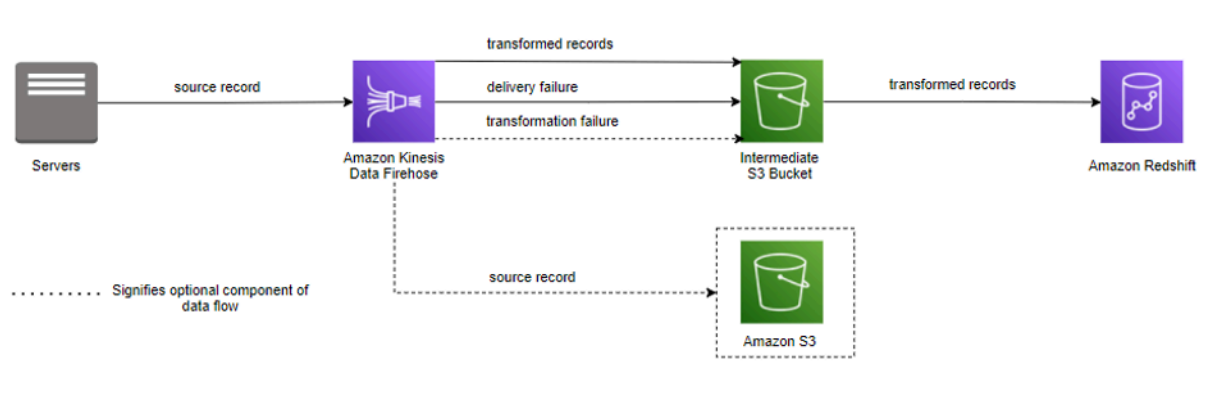 transformed records
source record
delivery failure
transformed records
transformation failure
Servers
Amazon Kinesis
Data Firehose
Intermediate
S3 Bucket
Amazon Redshift
source record
Signifies optional component of
data flow
Amazon S3